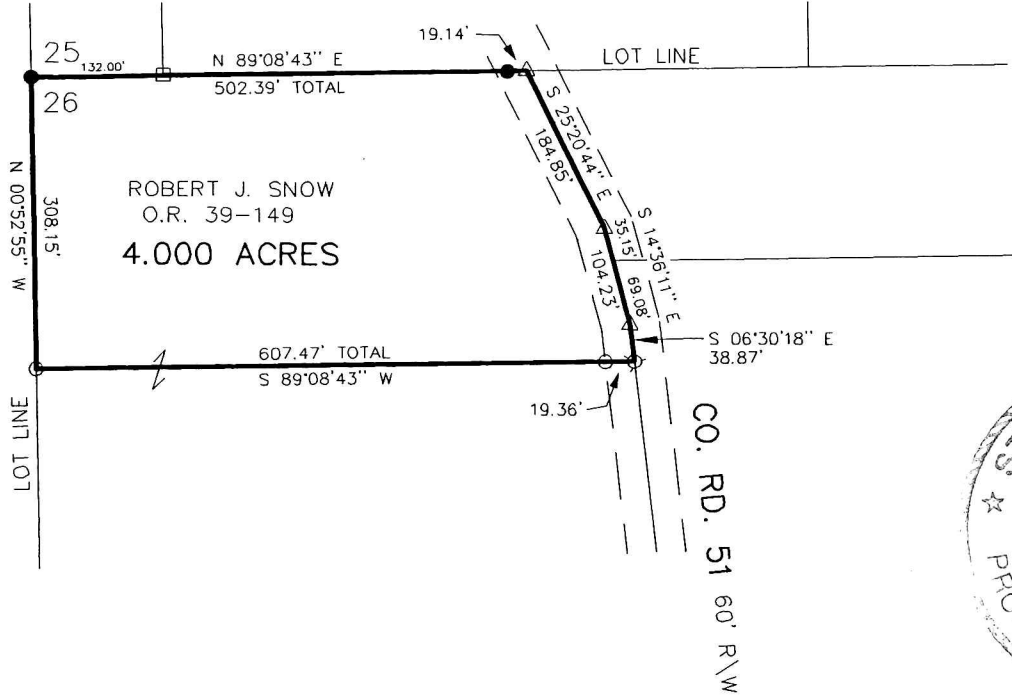 19.14'
25
132.00'
N 89°08'43" E
LOT LINE
26
502.39' TOTAL
S 25°20'44" E
184.85'
N 00°52'55" W
308.15'
ROBERT J. SNOW
O.R. 39-149
4.000 ACRES
35.15'
S 14°36'11" E
104.23'
69.08'
S 06°30'18" E
38.87'
607.47' TOTAL
S 89°08'43" W
19.36'
LOT LINE
CO. RD. 51 60' R\W
S.
☆
PRO